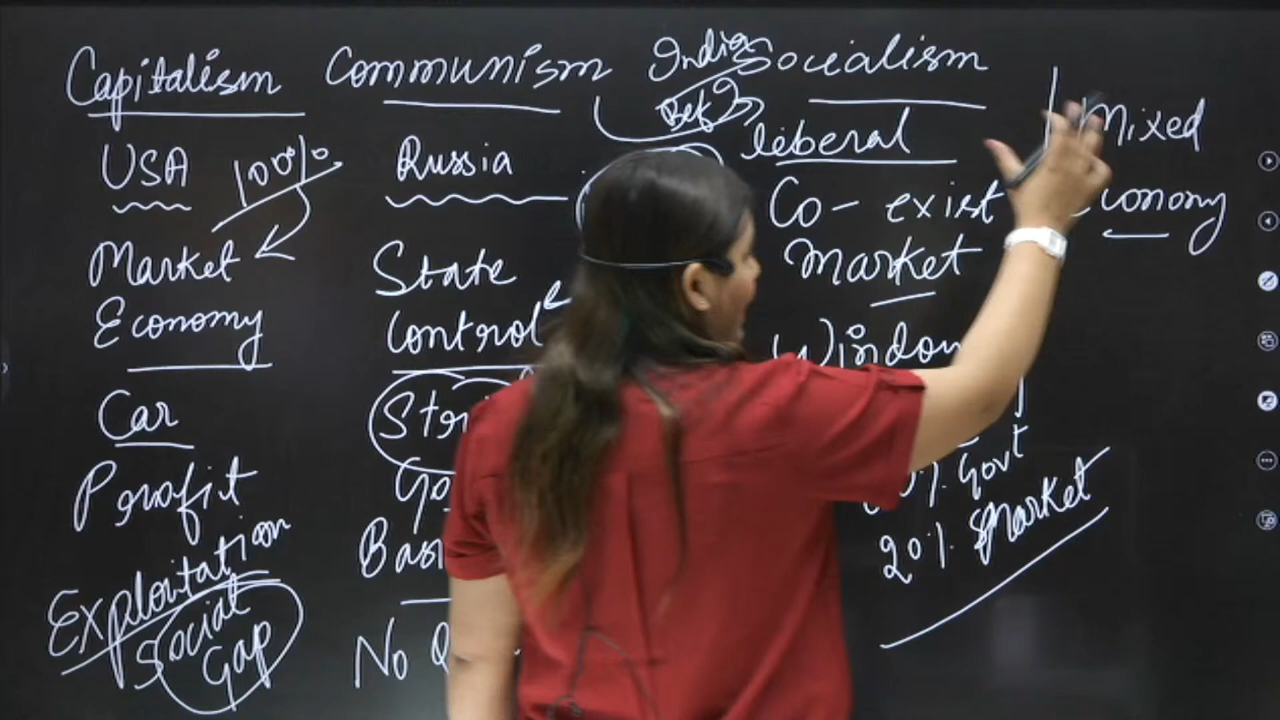 Capitalism
USA 100%
Market
Economy
Car
Profit
Exploitation
Social
Gap
Communism
Russia
State
Control
No
India
Socialism
liberal
Co-exist
Market
Govt
20% Market
Mixed
Economy